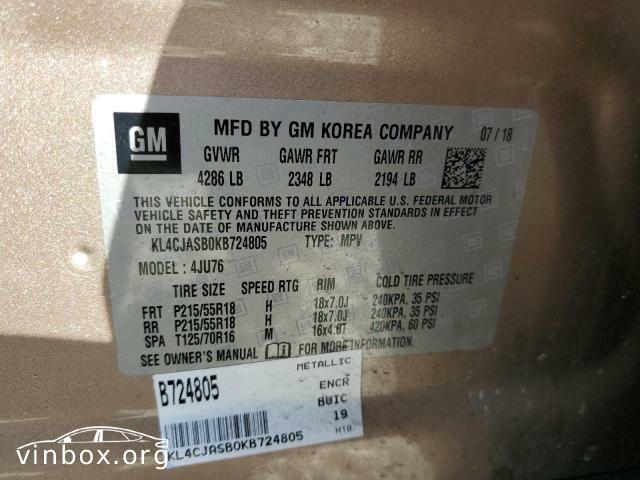 GM
MFD BY GM KOREA COMPANY 07/18
GVWR GAWR FRT GAWR RR
4286 LB 2348 LB 2194 LB
THIS VEHICLE CONFORMS TO ALL APPLICABLE U.S. FEDERAL MOTOR
VEHICLE SAFETY AND THEFT PREVENTION STANDARDS IN EFFECT
ON THE DATE OF MANUFACTURE SHOWN ABOVE.
KL4CJASB0KB724805 TYPE: MPV
MODEL: 4JU76
TIRE SIZE SPEED RTG RIM COLD TIRE PRESSURE
FRT P215/55R18 H 18x7.0J 240KPA, 35 PSI
RR P215/55R18 H 18x7.0J 240KPA, 35 PSI
SPA T125/70R16 M 16x4.0T 420KPA, 60 PSI
SEE OWNER'S MANUAL FOR MORE INFORMATION.
METALLIC
B724805
ENCR
BUIC
19
KL4CJASB0KB724805 H18
vinbox.org